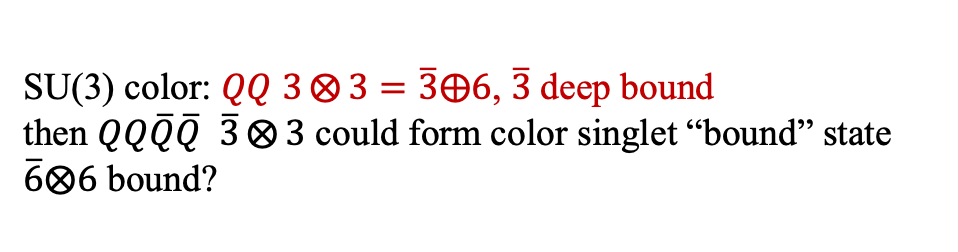 SU(3) color: QQ 3 ⊗ 3 = 3̅⊕6, 3̅ deep bound
then QQQ̅Q̅ 3̅ ⊗ 3 could form color singlet “bound” state
6̅⊗6 bound?